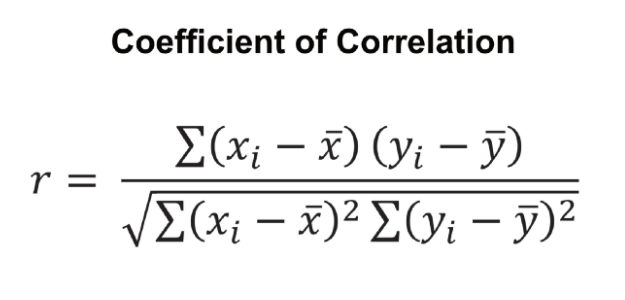 Coefficient of Correlation
r = ∑(xᵢ − x̄) (yᵢ − ȳ) / √∑(xᵢ − x̄)² ∑(yᵢ − ȳ)²